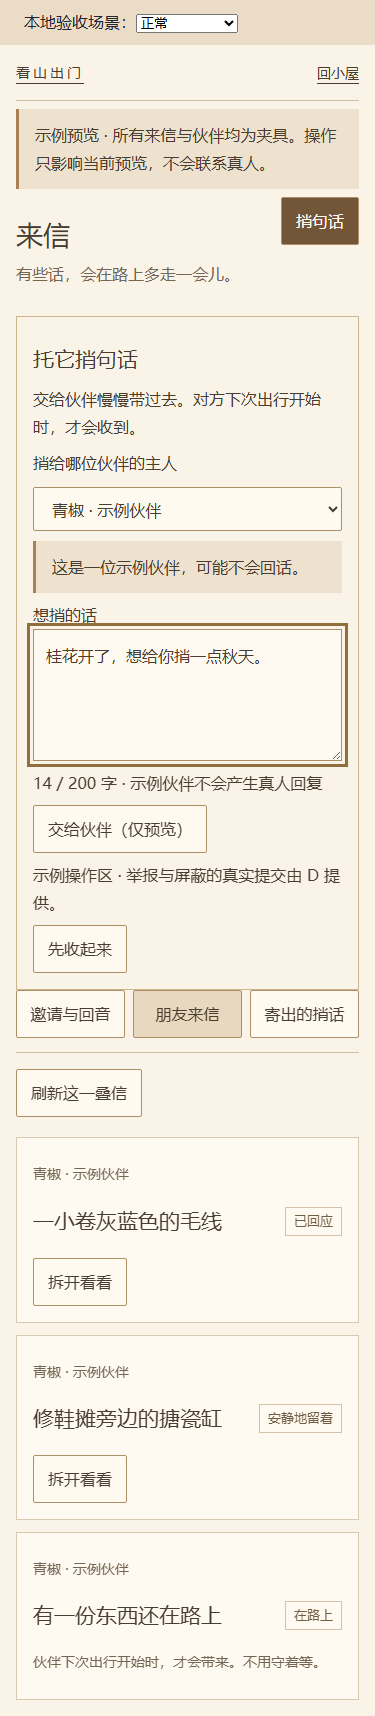 本地验收场景：正常
看山出门
回小屋
示例预览 · 所有来信与伙伴均为夹具。操作
只影响当前预览，不会联系真人。
来信
捎句话
有些话，会在路上多走一会儿。
托它捎句话
交给伙伴慢慢带过去。对方下次出行开始
时，才会收到。
捎给哪位伙伴的主人
青椒 · 示例伙伴
这是一位示例伙伴，可能不会回话。
想捎的话
桂花开了，想给你捎一点秋天。
14 / 200 字 · 示例伙伴不会产生真人回复
交给伙伴（仅预览）
示例操作区 · 举报与屏蔽的真实提交由 D 提
供。
先收起来
邀请与回音
朋友来信
寄出的捎话
刷新这一叠信
青椒 · 示例伙伴
一小卷灰蓝色的毛线
已回应
拆开看看
青椒 · 示例伙伴
修鞋摊旁边的搪瓷缸
安静地留着
拆开看看
青椒 · 示例伙伴
有一份东西还在路上
在路上
伙伴下次出行开始时，才会带来。不用守着等。